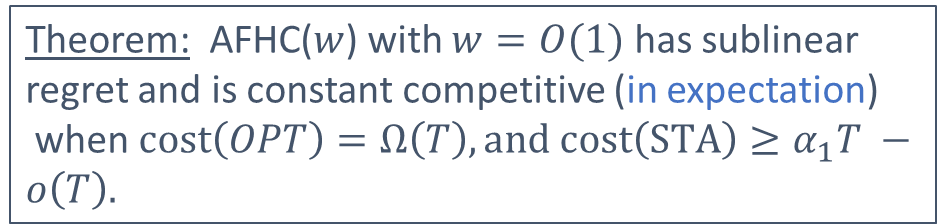 Theorem: AFHC(w) with w = O(1) has sublinear
regret and is constant competitive (in expectation)
when cost(OPT) = Ω(T), and cost(STA) ≥ α₁T −
o(T).